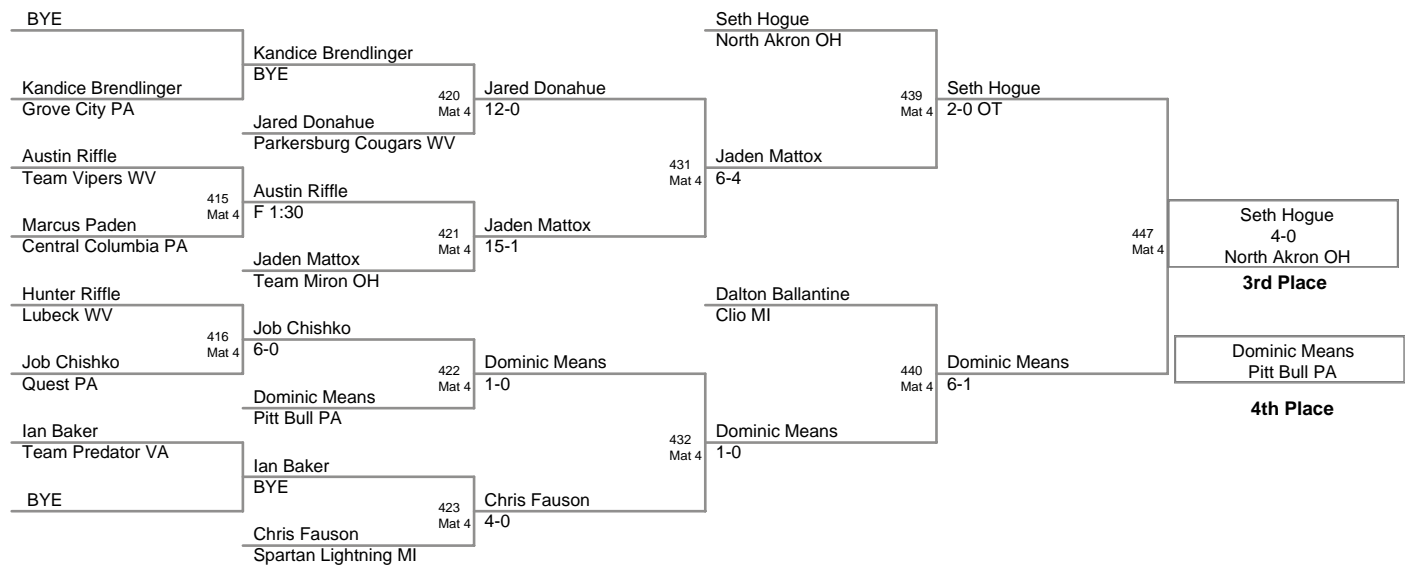 BYE
Kandice Brendlinger
Grove City PA
Austin Riffle
Team Vipers WV
Marcus Paden
Central Columbia PA
Hunter Riffle
Lubeck WV
Job Chishko
Quest PA
Ian Baker
Team Predator VA
BYE
415
Mat 4
416
Mat 4
Kandice Brendlinger
BYE
Jared Donahue
Parkersburg Cougars WV
Austin Riffle
F 1:30
Jaden Mattox
Team Miron OH
Job Chishko
6-0
Dominic Means
Pitt Bull PA
Ian Baker
BYE
Chris Fauson
Spartan Lightning MI
420
Mat 4
421
Mat 4
422
Mat 4
423
Mat 4
Jared Donahue
12-0
Jaden Mattox
15-1
Dominic Means
1-0
Chris Fauson
4-0
431
Mat 4
432
Mat 4
Seth Hogue
North Akron OH
Jaden Mattox
6-4
Dalton Ballantine
Clio MI
Dominic Means
1-0
439
Mat 4
440
Mat 4
Seth Hogue
2-0 OT
Dominic Means
6-1
447
Mat 4
Seth Hogue
4-0
North Akron OH
3rd Place
Dominic Means
Pitt Bull PA
4th Place